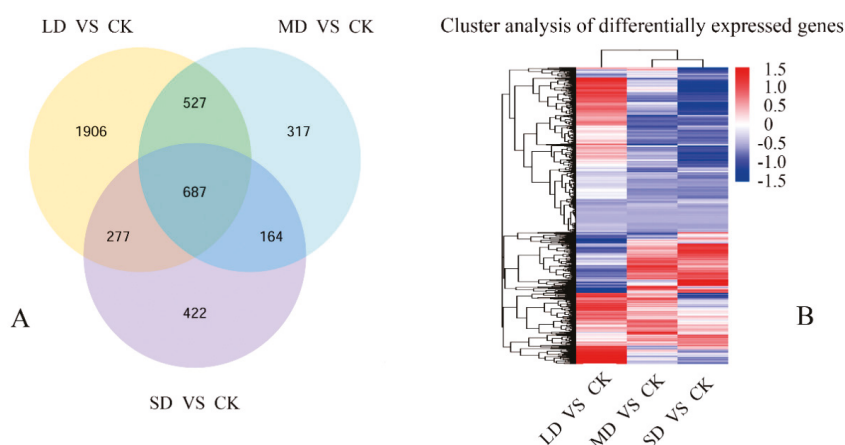 LD VS CK
MD VS CK
527
1906
317
687
277
164
422
A
SD VS CK
Cluster analysis of differentially expressed genes
1.5
1.0
0.5
0
-0.5
-1.0
-1.5
B
LD VS CK
MD VS CK
SD VS CK